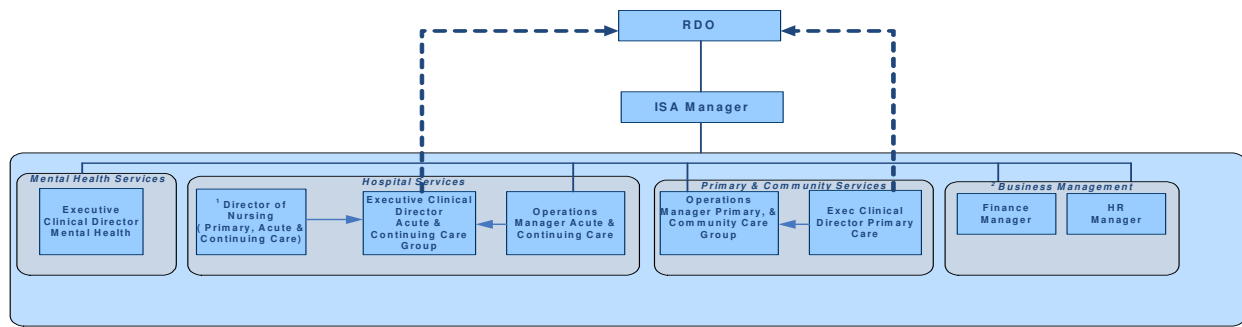 RDO
ISA Manager
Mental Health Services
Executive
Clinical Director
Mental Health
Hospital Services
¹ Director of
Nursing
( Primary, Acute &
Continuing Care)
Executive Clinical
Director
Acute &
Continuing Care
Group
Operations
Manager Acute &
Continuing Care
Primary & Community Services
Operations
Manager Primary, &
Community Care
Group
Exec Clinical
Director Primary
Care
² Business Management
Finance
Manager
HR
Manager